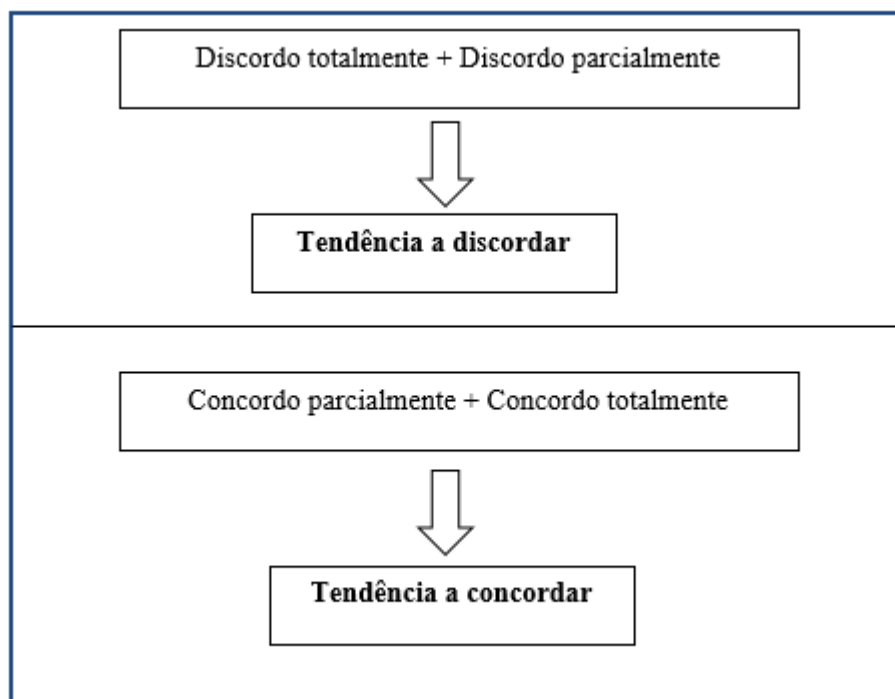 Discordo totalmente + Discordo parcialmente
Tendência a discordar
Concordo parcialmente + Concordo totalmente
Tendência a concordar